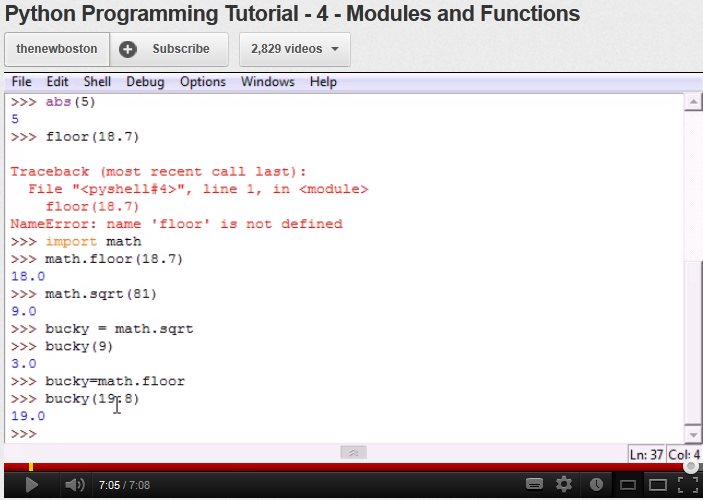 Python Programming Tutorial - 4 - Modules and Functions
thenewboston Subscribe 2,829 videos
File Edit Shell Debug Options Windows Help
>>> abs(5)
5
>>> floor(18.7)
Traceback (most recent call last):
  File "<pyshell#4>", line 1, in <module>
    floor(18.7)
NameError: name 'floor' is not defined
>>> import math
>>> math.floor(18.7)
18.0
>>> math.sqrt(81)
9.0
>>> bucky = math.sqrt
>>> bucky(9)
3.0
>>> bucky=math.floor
>>> bucky(19.8)
19.0
>>>
Ln: 37 Col: 4
7:05 / 7:08